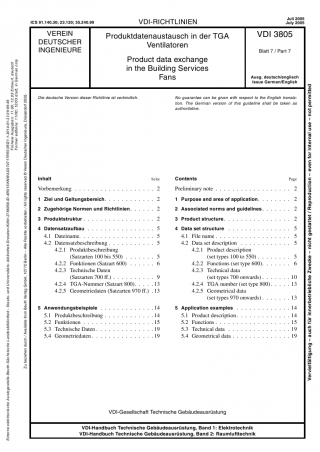 ICS 91.140.30; 23.120; 35.240.99
VDI-RICHTLINIEN
Juli 2005
July 2005
VEREIN
DEUTSCHER
INGENIEURE
Produktdatenaustausch in der TGA
Ventilatoren
Product data exchange
in the Building Services
Fans
VDI 3805
Blatt 7 / Part 7
Ausg. deutsch/englisch
Issue German/English
Die deutsche Version dieser Richtlinie ist verbindlich.
No guarantee can be given with respect to the English transla-
tion. The German version of this guideline shall be taken as
authoritative.
Inhalt Seite
Vorbemerkung . . . 2
1 Ziel und Geltungsbereich. . . 2
2 Zugehörige Normen und Richtlinien. . . 2
3 Produktstruktur . . . 2
4 Datensatzaufbau . . . 5
4.1 Dateiname. . . 5
4.2 Datensatzbeschreibung . . . 5
4.2.1 Produktbeschreibung
(Satzarten 100 bis 550) . . . 5
4.2.2 Funktionen (Satzart 600) . . . 6
4.2.3 Technische Daten
(Satzarten 700 ff.) . . . 9
4.2.4 TGA-Nummer (Satzart 800). . . 13
4.2.5 Geometriedaten (Satzarten 970 ff.) . 13
5 Anwendungsbeispiele . . . 14
5.1 Produktbeschreibung. . . 14
5.2 Funktionen . . . 15
5.3 Technische Daten . . . 19
5.4 Geometriedaten. . . 19
Contents Page
Preliminary note . . . 2
1 Purpose and area of application. . . 2
2 Associated norms and guidelines. . . 2
3 Product structure. . . 2
4 Data set structure . . . 5
4.1 File name . . . 5
4.2 Data set description . . . 5
4.2.1 Product description
(set types 100 to 550) . . . 5
4.2.2 Functions (set type 600). . . 6
4.2.3 Technical data
(set type 700 onwards) . . . 10
4.2.4 TGA number (set type 800) . . . 13
4.2.5 Geometrical data
(set types 970 onwards) . . . 13
5 Application examples . . . 14
5.1 Product description. . . 14
5.2 Functions . . . 15
5.3 Technical data . . . 19
5.4 Geometrical data . . . 19
VDI-Gesellschaft Technische Gebäudeausrüstung
VDI-Handbuch Technische Gebäudeausrüstung, Band 1: Elektrotechnik
VDI-Handbuch Technische Gebäudeausrüstung, Band 2: Raumlufttechnik
Vervielfältigung – auch für innerbetriebliche Zwecke – nicht gestattet / Reproduction – even for internal use – not permitted